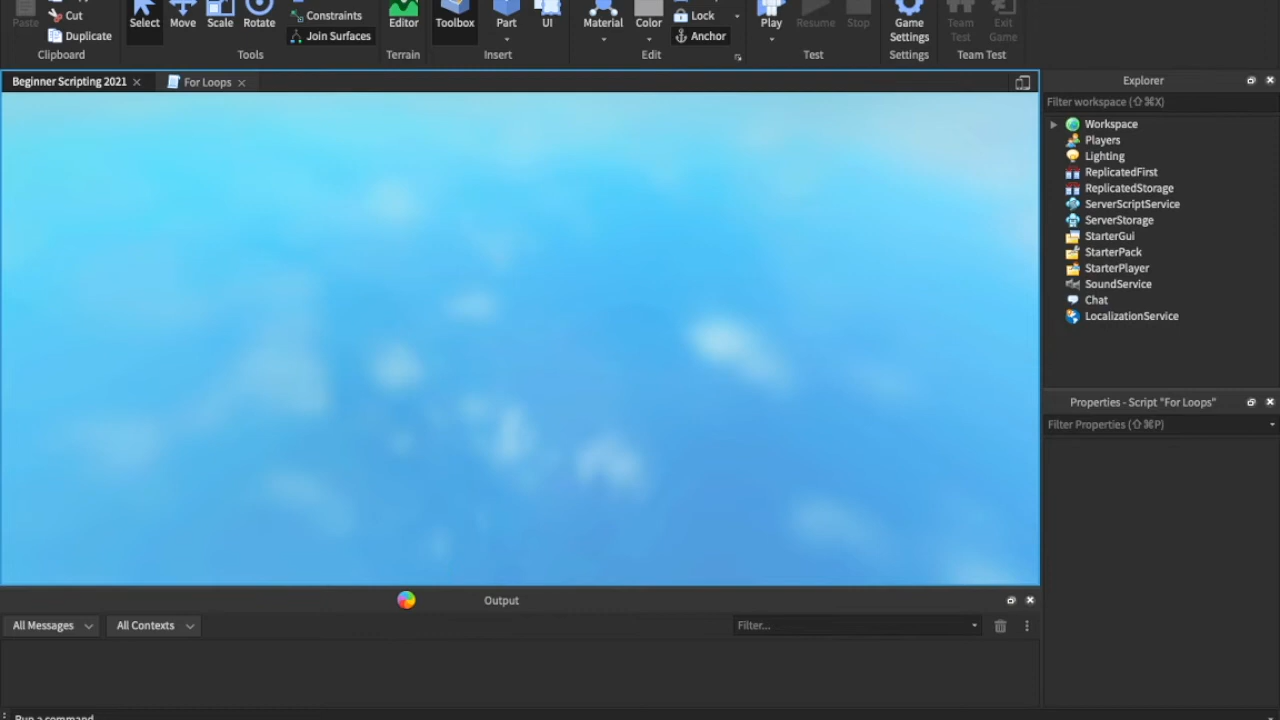 Paste
Cut
Duplicate
Clipboard
Select
Move
Scale
Rotate
Constraints
Join Surfaces
Tools
Editor
Terrain
Toolbox
Part
UI
Insert
Material
Color
Lock
Anchor
Edit
Play
Resume
Stop
Test
Game
Settings
Settings
Team
Test
Exit
Game
Team Test
Beginner Scripting 2021
For Loops
Explorer
Filter workspace (⇧⌘X)
Workspace
Players
Lighting
ReplicatedFirst
ReplicatedStorage
ServerScriptService
ServerStorage
StarterGui
StarterPack
StarterPlayer
SoundService
Chat
LocalizationService
Properties - Script "For Loops"
Filter Properties (⇧⌘P)
Output
All Messages
All Contexts
Filter...
Run a command